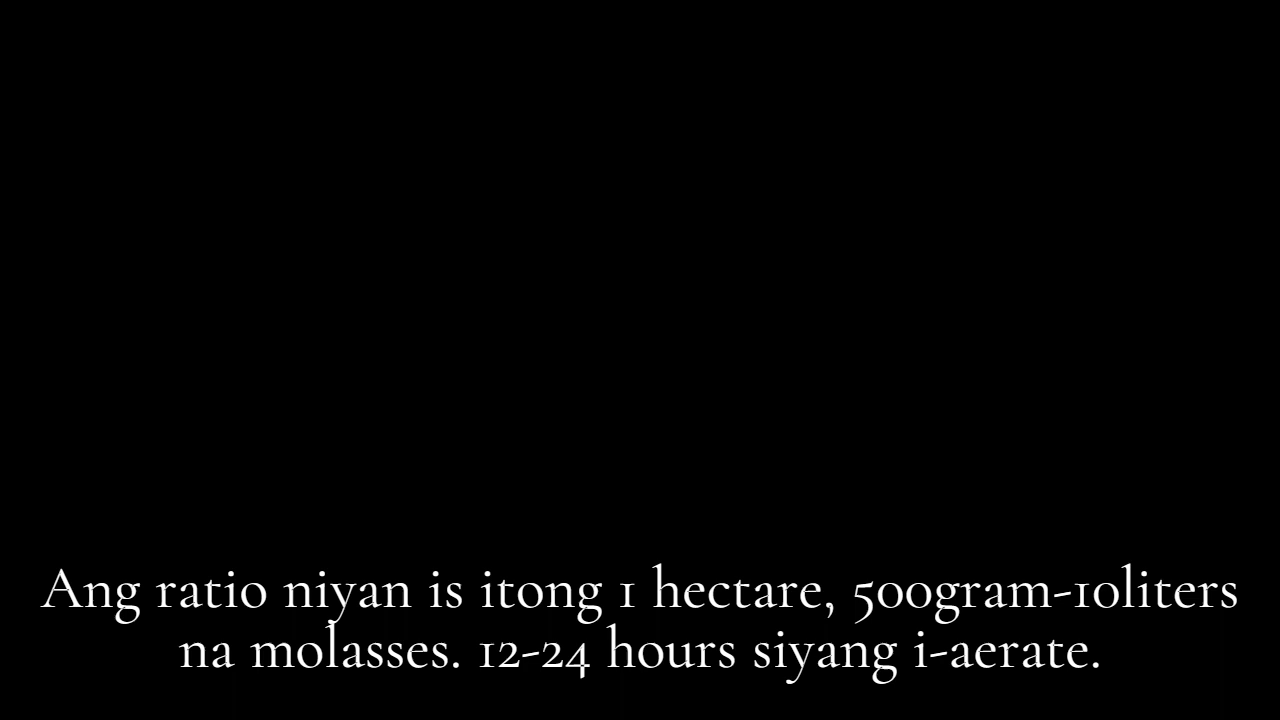 Ang ratio niyan is itong 1 hectare, 500gram-10liters
na molasses. 12-24 hours siyang i-aerate.